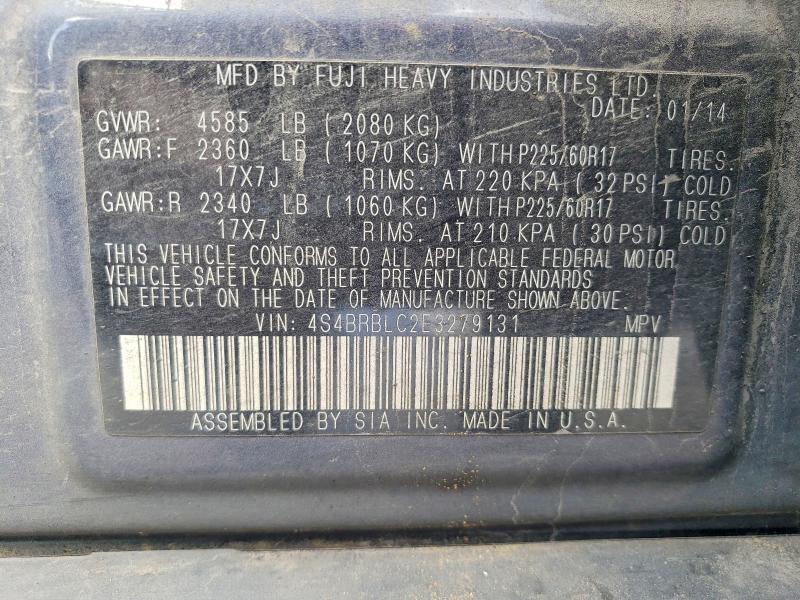 MFD BY FUJI HEAVY INDUSTRIES LTD.
DATE: 01/14
GVWR: 4585 LB (2080 KG)
GAWR:F 2360 LB (1070 KG) WITH P225/60R17 TIRES.
17X7J RIMS. AT 220 KPA (32 PSI) COLD
GAWR:R 2340 LB (1060 KG) WITH P225/60R17 TIRES.
17X7J RIMS. AT 210 KPA (30 PSI) COLD
THIS VEHICLE CONFORMS TO ALL APPLICABLE FEDERAL MOTOR
VEHICLE SAFETY AND THEFT PREVENTION STANDARDS
IN EFFECT ON THE DATE OF MANUFACTURE SHOWN ABOVE.
VIN: 4S4BRBLC2E3279131 MPV
ASSEMBLED BY SIA INC. MADE IN U.S.A.